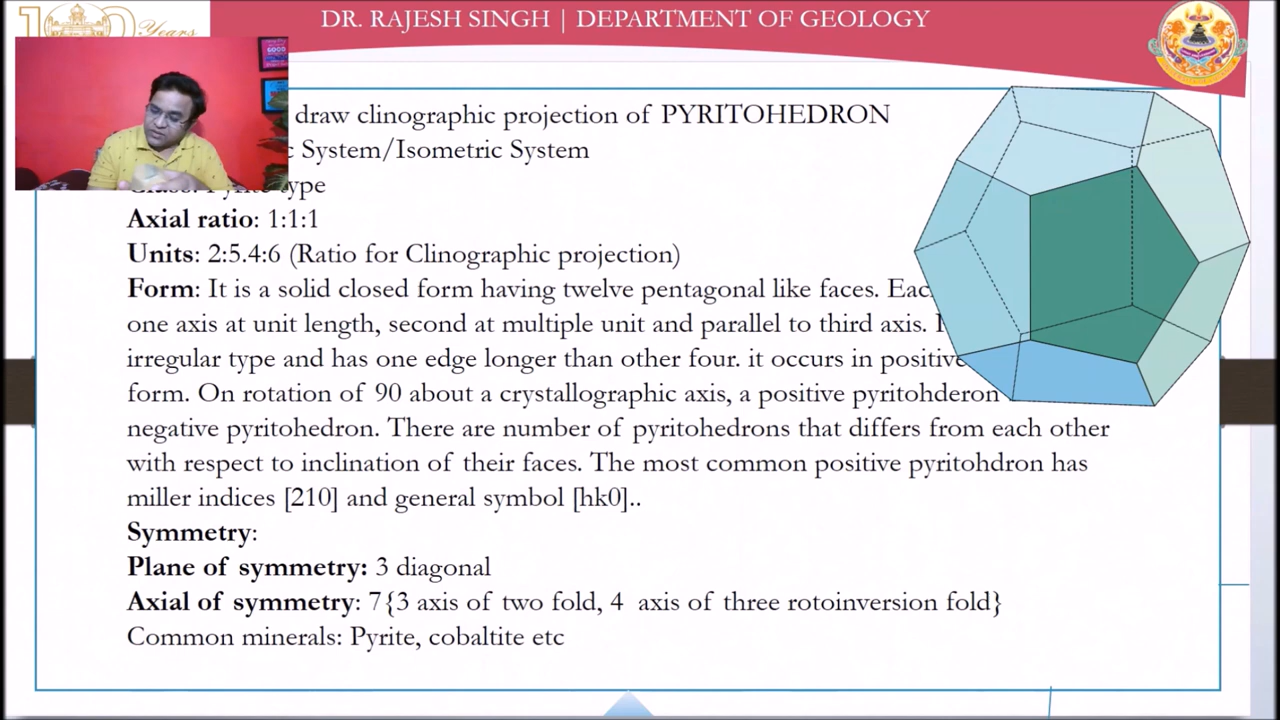 DR. RAJESH SINGH | DEPARTMENT OF GEOLOGY
Years
GOOD
draw clinographic projection of PYRITOHEDRON
System/Isometric System
type
Axial ratio: 1:1:1
Units: 2:5.4:6 (Ratio for Clinographic projection)
Form: It is a solid closed form having twelve pentagonal like faces.
one axis at unit length, second at multiple unit and parallel to third axis.
irregular type and has one edge longer than other four. it occurs in positive
form. On rotation of 90 about a crystallographic axis, a positive pyritohderon
negative pyritohedron. There are number of pyritohedrons that differs from each other
with respect to inclination of their faces. The most common positive pyritohdron has
miller indices [210] and general symbol [hk0]..
Symmetry:
Plane of symmetry: 3 diagonal
Axial of symmetry: 7{3 axis of two fold, 4 axis of three rotoinversion fold}
Common minerals: Pyrite, cobaltite etc